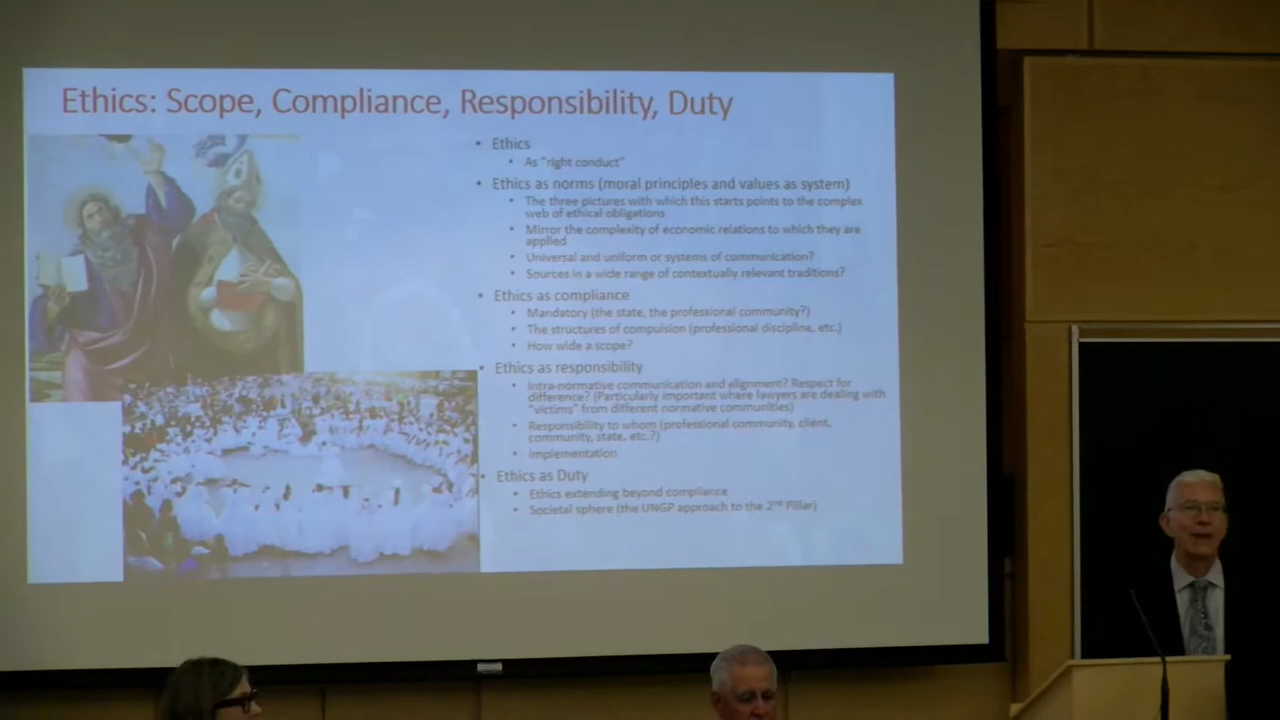 Ethics: Scope, Compliance, Responsibility, Duty
• Ethics
• As "right conduct"
• Ethics as norms (moral principles and values as system)
• The three pictures with which this starts points to the complex
web of ethical obligations
• Mirror the complexity of economic relations to which they are
applied
• Universal and uniform or systems of communication?
• Sources in a wide range of contextually relevant traditions?
• Ethics as compliance
• Mandatory (the state, the professional community?)
• The structures of compulsion (professional discipline, etc.)
• How wide a scope?
• Ethics as responsibility
• Intra-normative communication and alignment? Respect for
difference? (Particularly important where lawyers are dealing with
"victims" from different normative communities)
• Responsibility to whom (professional community, client,
community, state, etc.?)
• Implementation
• Ethics as Duty
• Ethics extending beyond compliance
• Societal sphere (the UNGP approach to the 2nd Pillar)